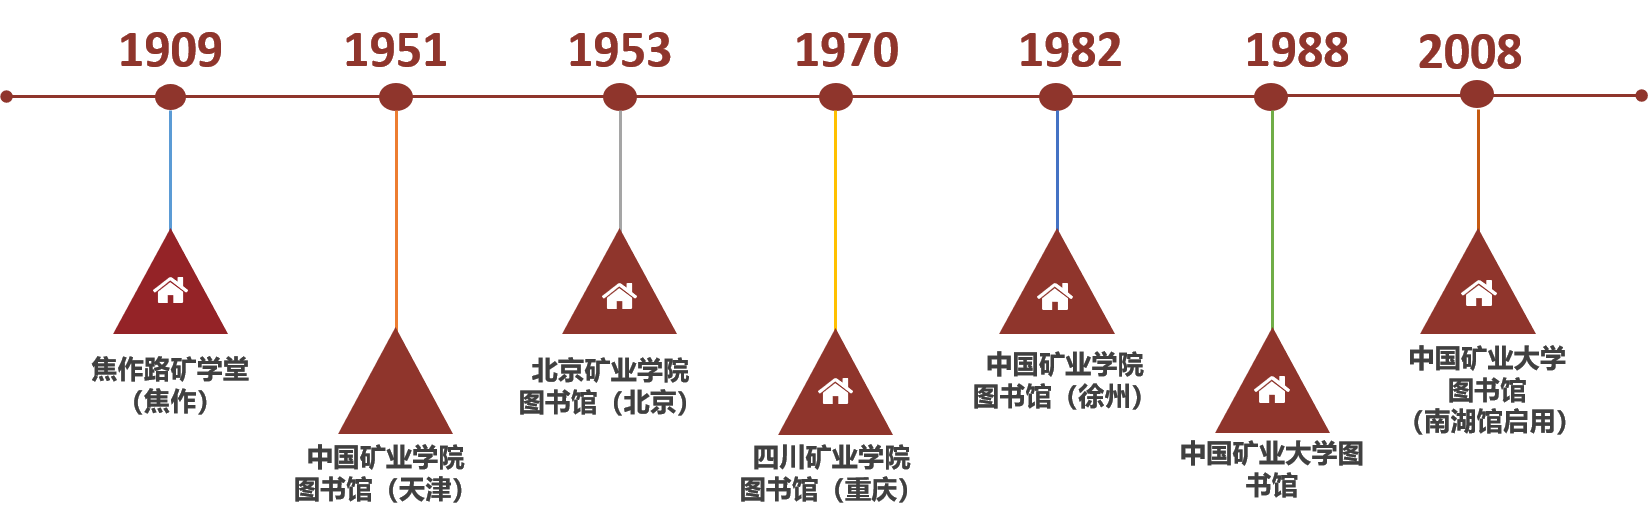 1909
1951
1953
1970
1982
1988
2008
焦作路矿学堂
（焦作）
中国矿业学院
图书馆（天津）
北京矿业学院
图书馆（北京）
四川矿业学院
图书馆（重庆）
中国矿业学院
图书馆（徐州）
中国矿业大学图
书馆
中国矿业大学
图书馆
（南湖馆启用）